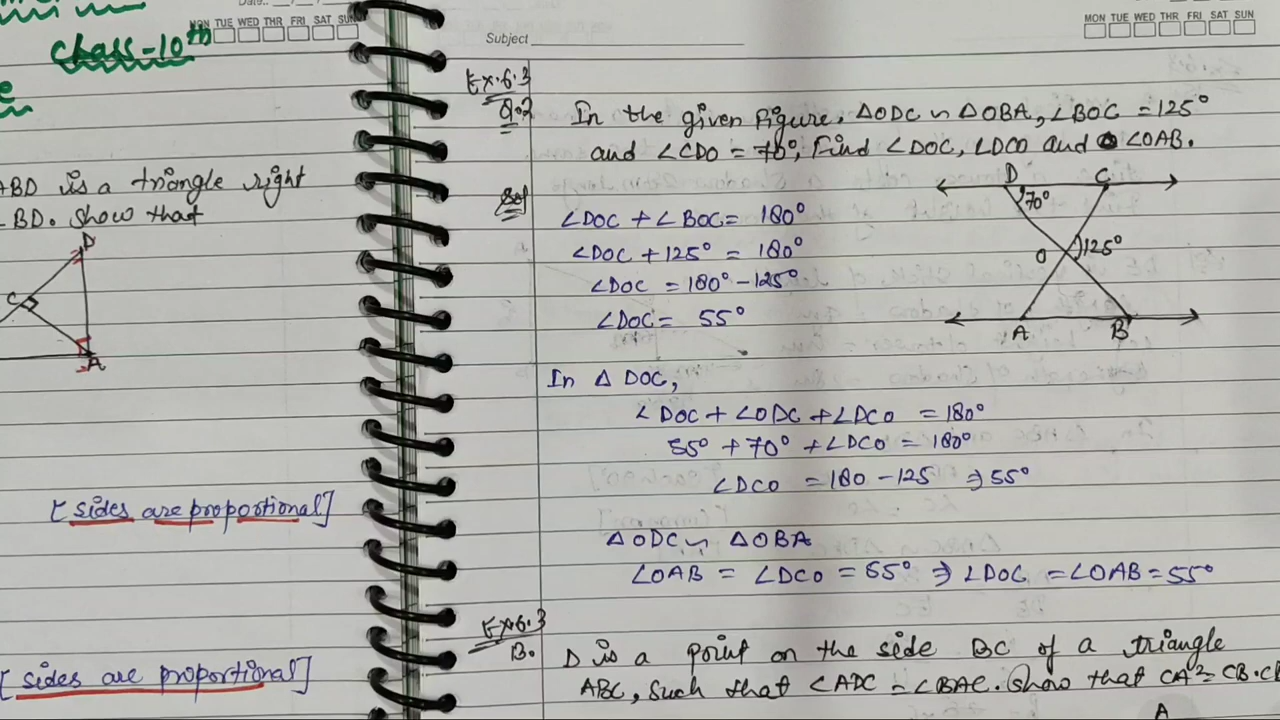 Class-10th
MON TUE WED THR FRI SAT SUN
ABD is a triangle right
BD. Show that
D
C
A
[sides are proportional]
[sides are proportional]
MON TUE WED THR FRI SAT SUN
Subject
Ex.6.3
Q.2
In the given figure, ΔODC ~ ΔOBA, ∠BOC = 125°
and ∠CDO = 70°, Find ∠DOC, ∠DCO and ∠OAB.
Sol
∠DOC + ∠BOC = 180°
∠DOC + 125° = 180°
∠DOC = 180° - 125°
∠DOC = 55°
D C
70°
O 125°
A B
In Δ DOC,
∠DOC + ∠ODC + ∠DCO = 180°
55° + 70° + ∠DCO = 180°
∠DCO = 180 - 125 ⇒ 55°
ΔODC ~ ΔOBA
∠OAB = ∠DCO = 55° ⇒ ∠DOC = ∠OAB = 55°
Ex.6.3
13.
D is a point on the side BC of a triangle
ABC, Such that ∠ADC = ∠BAC. Show that CA² = CB.
A